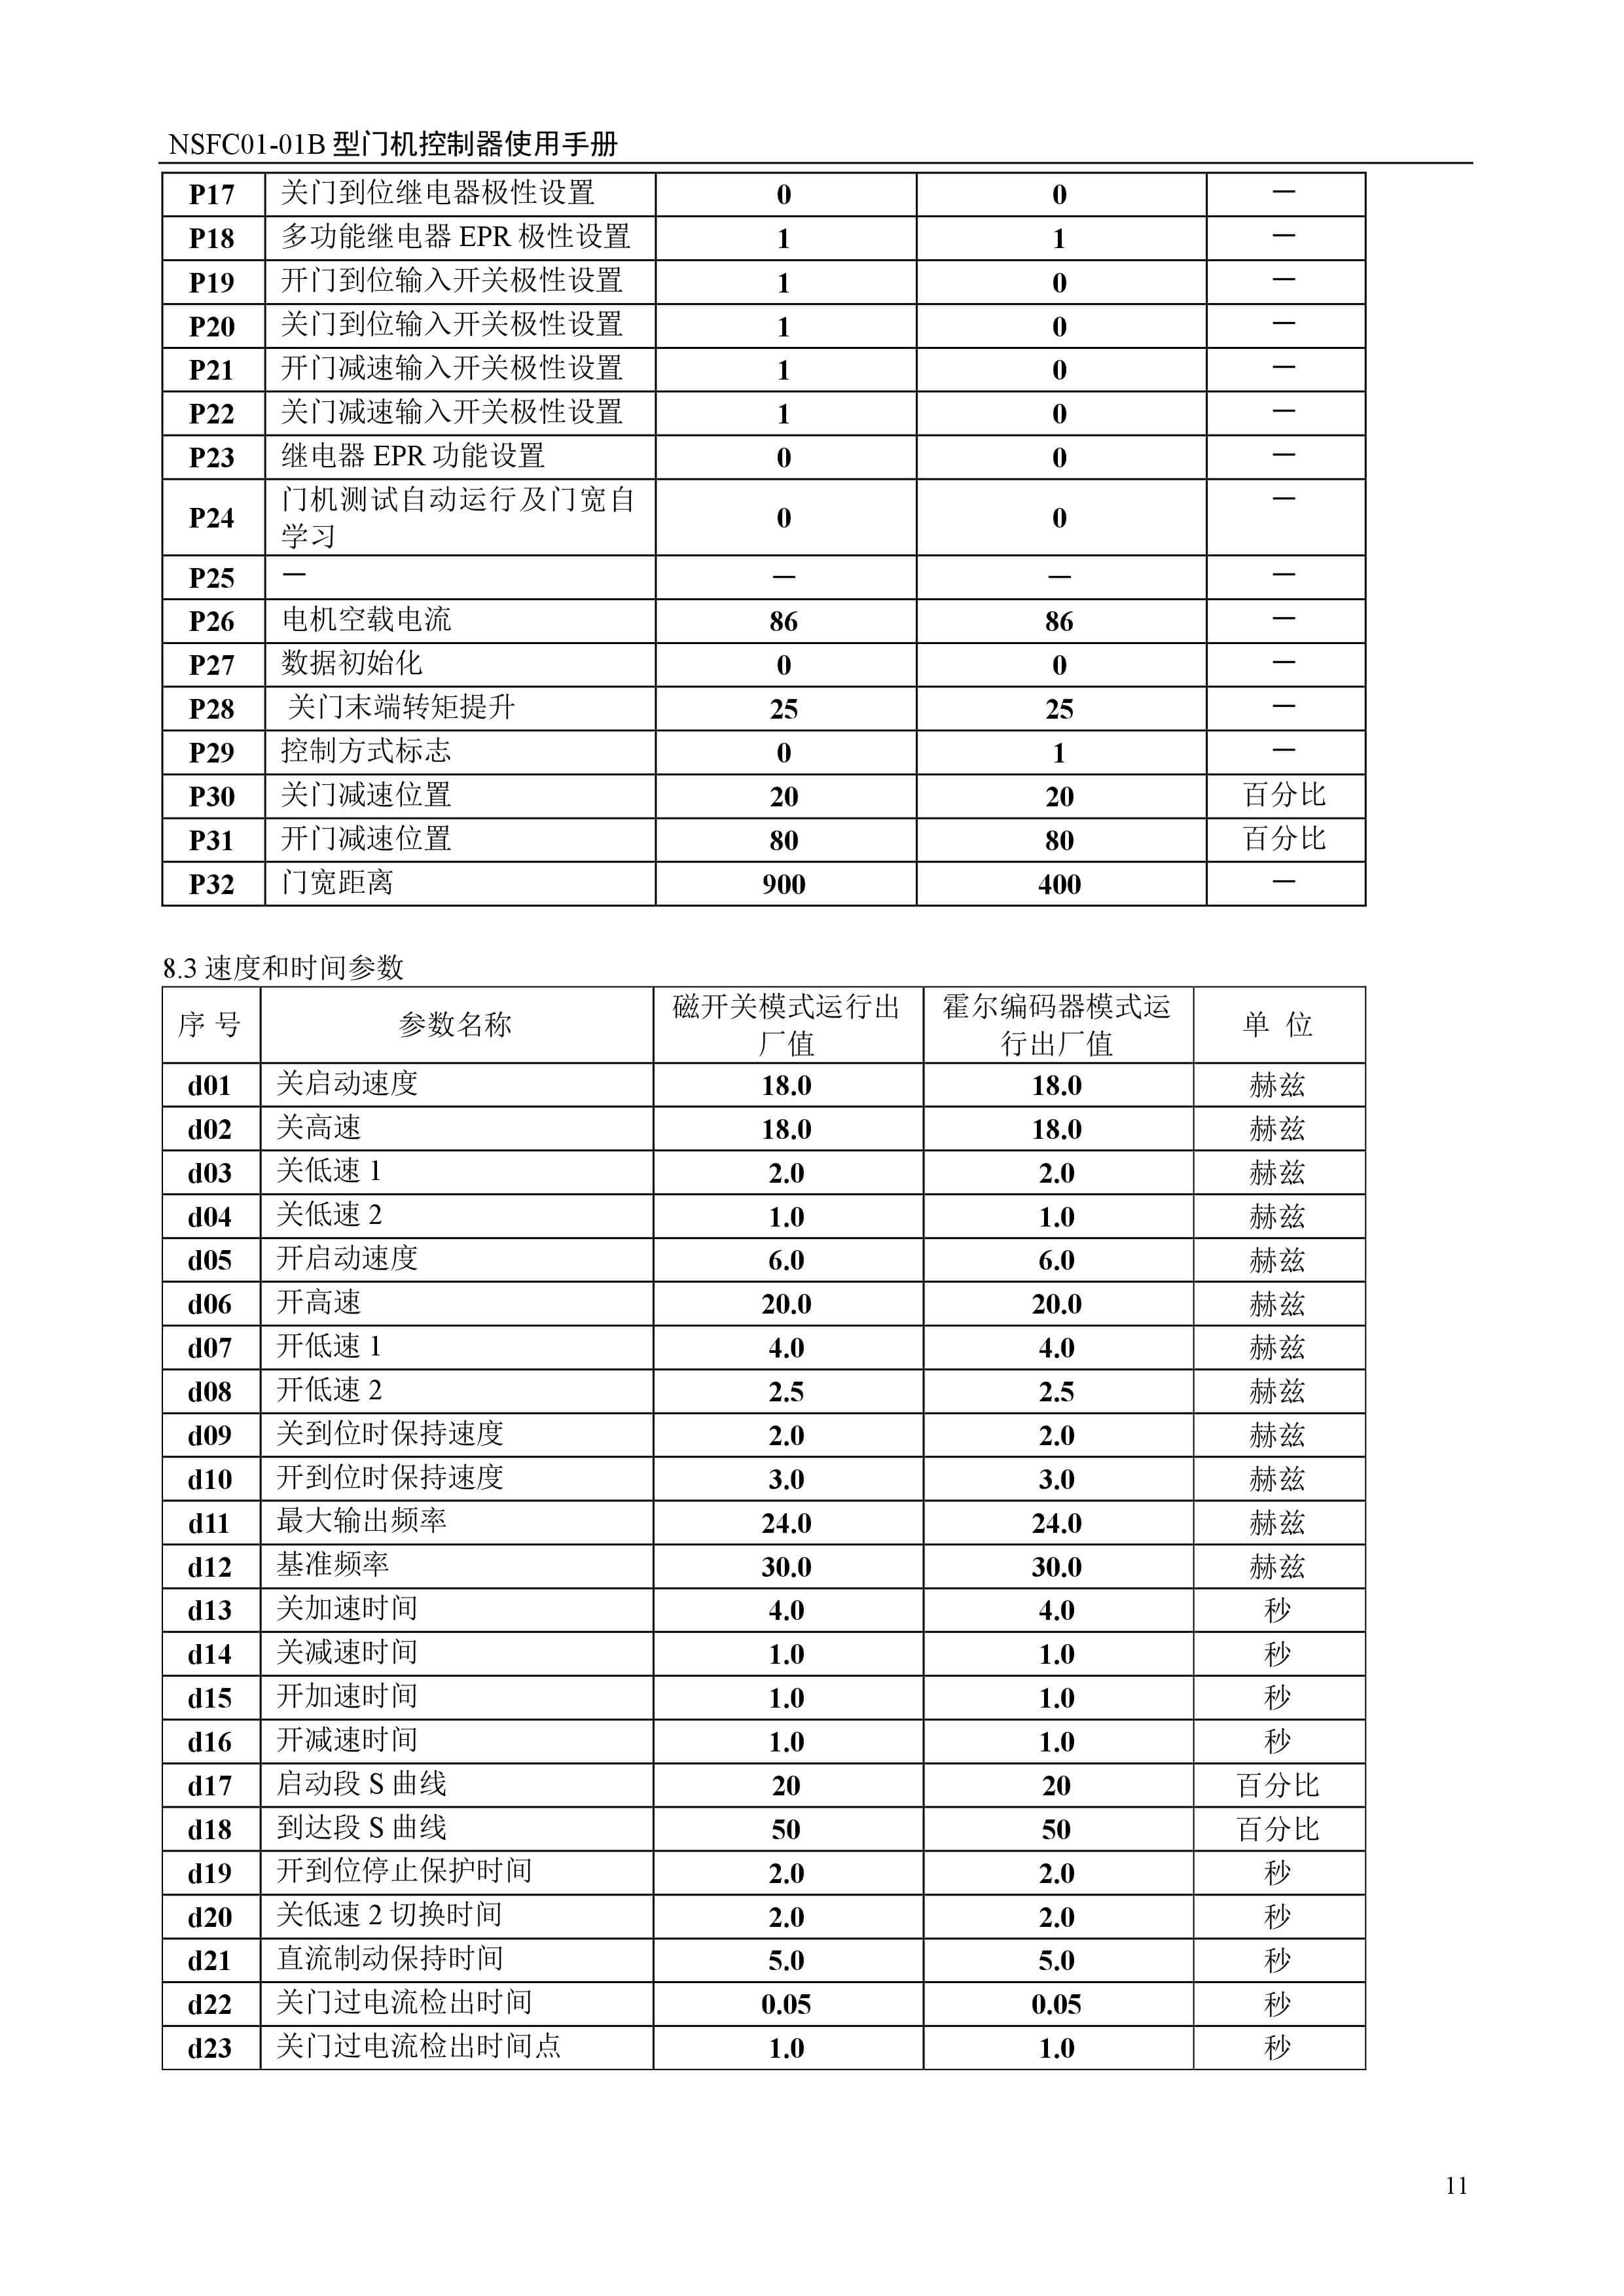 NSFC01-01B 型门机控制器使用手册
P17 关门到位继电器极性设置 0 0 —
P18 多功能继电器 EPR 极性设置 1 1 —
P19 开门到位输入开关极性设置 1 0 —
P20 关门到位输入开关极性设置 1 0 —
P21 开门减速输入开关极性设置 1 0 —
P22 关门减速输入开关极性设置 1 0 —
P23 继电器 EPR 功能设置 0 0 —
P24 门机测试自动运行及门宽自 0 0 —
学习
P25 — — — —
P26 电机空载电流 86 86 —
P27 数据初始化 0 0 —
P28 关门末端转矩提升 25 25 —
P29 控制方式标志 0 1 —
P30 关门减速位置 20 20 百分比
P31 开门减速位置 80 80 百分比
P32 门宽距离 900 400 —
8.3 速度和时间参数
序 号 参数名称 磁开关模式运行出 霍尔编码器模式运 单 位
厂值 行出厂值
d01 关启动速度 18.0 18.0 赫兹
d02 关高速 18.0 18.0 赫兹
d03 关低速 1 2.0 2.0 赫兹
d04 关低速 2 1.0 1.0 赫兹
d05 开启动速度 6.0 6.0 赫兹
d06 开高速 20.0 20.0 赫兹
d07 开低速 1 4.0 4.0 赫兹
d08 开低速 2 2.5 2.5 赫兹
d09 关到位时保持速度 2.0 2.0 赫兹
d10 开到位时保持速度 3.0 3.0 赫兹
d11 最大输出频率 24.0 24.0 赫兹
d12 基准频率 30.0 30.0 赫兹
d13 关加速时间 4.0 4.0 秒
d14 关减速时间 1.0 1.0 秒
d15 开加速时间 1.0 1.0 秒
d16 开减速时间 1.0 1.0 秒
d17 启动段 S 曲线 20 20 百分比
d18 到达段 S 曲线 50 50 百分比
d19 开到位停止保护时间 2.0 2.0 秒
d20 关低速 2 切换时间 2.0 2.0 秒
d21 直流制动保持时间 5.0 5.0 秒
d22 关门过电流检出时间 0.05 0.05 秒
d23 关门过电流检出时间点 1.0 1.0 秒
11